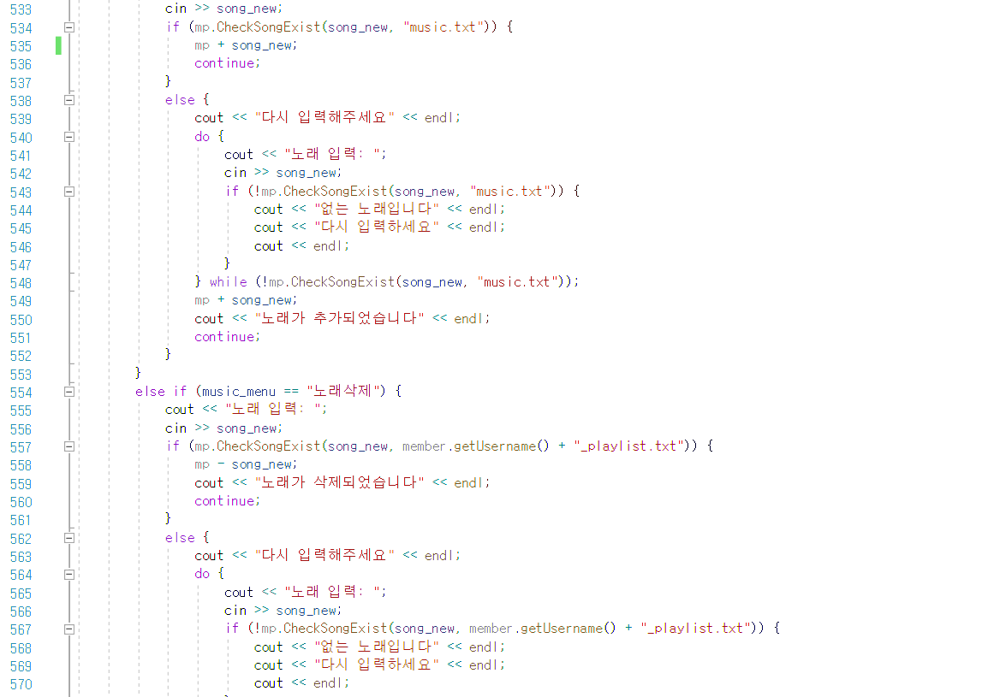 533 cin >> song_new;
534 if (mp.CheckSongExist(song_new, "music.txt")) {
535 mp + song_new;
536 continue;
537 }
538 else {
539 cout << "다시 입력해주세요" << endl;
540 do {
541 cout << "노래 입력: ";
542 cin >> song_new;
543 if (!mp.CheckSongExist(song_new, "music.txt")) {
544 cout << "없는 노래입니다" << endl;
545 cout << "다시 입력하세요" << endl;
546 cout << endl;
547 }
548 } while (!mp.CheckSongExist(song_new, "music.txt"));
549 mp + song_new;
550 cout << "노래가 추가되었습니다" << endl;
551 continue;
552 }
553 }
554 else if (music_menu == "노래삭제") {
555 cout << "노래 입력: ";
556 cin >> song_new;
557 if (mp.CheckSongExist(song_new, member.getUsername() + "_playlist.txt")) {
558 mp - song_new;
559 cout << "노래가 삭제되었습니다" << endl;
560 continue;
561 }
562 else {
563 cout << "다시 입력해주세요" << endl;
564 do {
565 cout << "노래 입력: ";
566 cin >> song_new;
567 if (!mp.CheckSongExist(song_new, member.getUsername() + "_playlist.txt")) {
568 cout << "없는 노래입니다" << endl;
569 cout << "다시 입력하세요" << endl;
570 cout << endl;